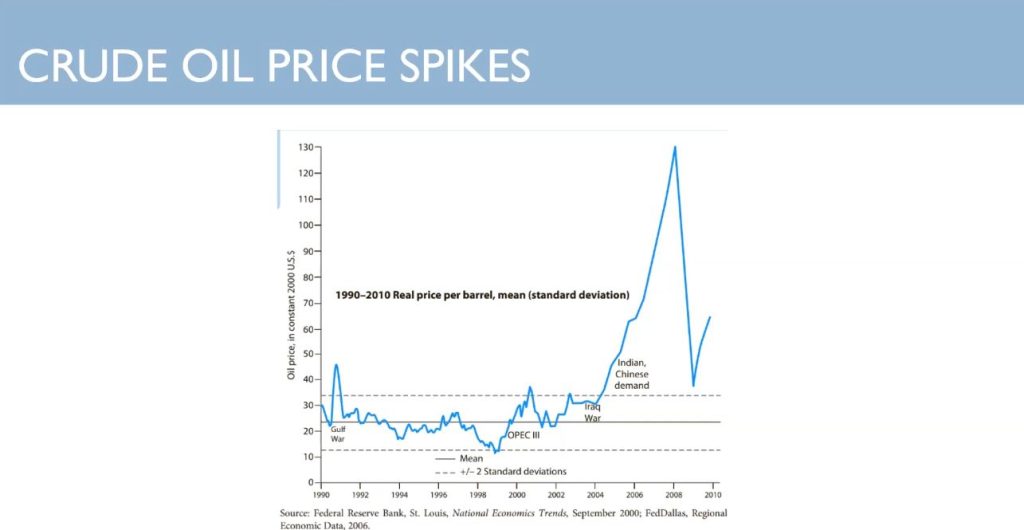 CRUDE OIL PRICE SPIKES
130
120
110
100
90
80
70
60
50
40
30
20
10
0
Oil price, in constant 2000 U.S.$
1990–2010 Real price per barrel, mean (standard deviation)
Indian,
Chinese
demand
Iraq
War
Gulf
War
OPEC III
Mean
+/– 2 Standard deviations
1990 1992 1994 1996 1998 2000 2002 2004 2006 2008 2010
Source: Federal Reserve Bank, St. Louis, National Economics Trends, September 2000; FedDallas, Regional
Economic Data, 2006.